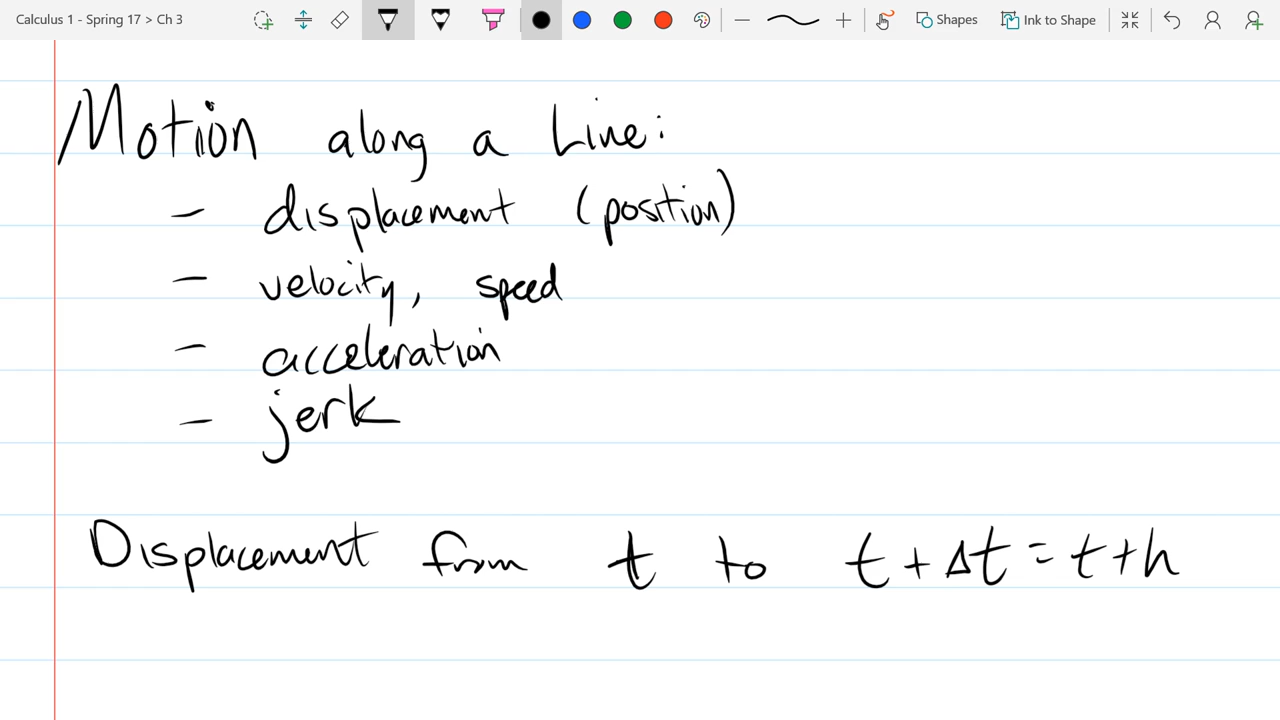 Calculus 1 - Spring 17 > Ch 3
Shapes
Ink to Shape
Motion along a Line:
- displacement (position)
- velocity, speed
- acceleration
- jerk
Displacement from t to t + Δt = t + h